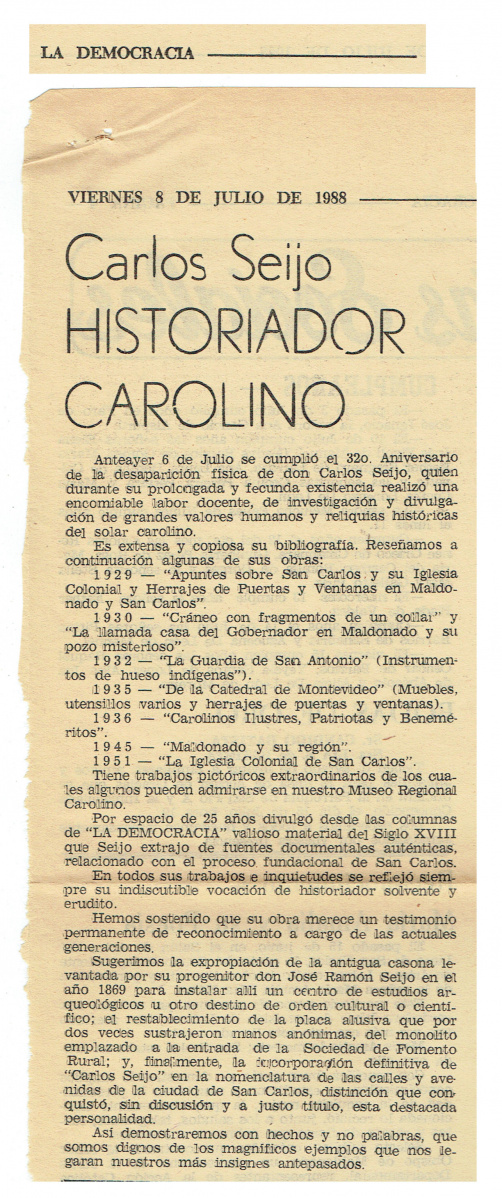 LA DEMOCRACIA
VIERNES 8 DE JULIO DE 1988
Carlos Seijo
HISTORIADOR
CAROLINO
Anteayer 6 de Julio se cumplió el 32o. Aniversario
de la desaparición física de don Carlos Seijo, quien
durante su prolongada y fecunda existencia realizó una
encomiable labor docente, de investigación y divulga-
ción de grandes valores humanos y reliquias históricas
del solar carolino.
Es extensa y copiosa su bibliografía. Reseñamos a
continuación algunas de sus obras:
1929 — "Apuntes sobre San Carlos y su Iglesia
Colonial y Herrajes de Puertas y Ventanas en Maldo-
nado y San Carlos".
1930 — "Cráneo con fragmentos de un collar" y
"La llamada casa del Gobernador en Maldonado y su
pozo misterioso".
1932 — "La Guardia de San Antonio" (Instrumen-
tos de hueso indígenas").
1935 — "De la Catedral de Montevideo" (Muebles,
utensillos varios y herrajes de puertas y ventanas).
1936 — "Carolinos Ilustres, Patriotas y Benemé-
ritos".
1945 — "Maldonado y su región".
1951 — "La Iglesia Colonial de San Carlos".
Tiene trabajos pictóricos extraordinarios de los cua-
les algunos pueden admirarse en nuestro Museo Regional
Carolino.
Por espacio de 25 años divulgó desde las columnas
de "LA DEMOCRACIA" valioso material del Siglo XVIII
que Seijo extrajo de fuentes documentales auténticas,
relacionado con el proceso fundacional de San Carlos.
En todos sus trabajos e inquietudes se reflejó siem-
pre su indiscutible vocación de historiador solvente y
erudito.
Hemos sostenido que su obra merece un testimonio
permanente de reconocimiento a cargo de las actuales
generaciones.
Sugerimos la expropiación de la antigua casona le-
vantada por su progenitor don José Ramón Seijo en el
año 1869 para instalar allí un centro de estudios ar-
queológicos u otro destino de orden cultural o cientí-
fico; el restablecimiento de la placa alusiva que por
dos veces sustrajeron manos anónimas, del monolito
emplazado a la entrada de la Sociedad de Fomento
Rural; y, finalmente, la incorporación definitiva de
"Carlos Seijo" en la nomenclatura de las calles y ave-
nidas de la ciudad de San Carlos, distinción que con-
quistó, sin discusión y a justo título, esta destacada
personalidad.
Así demostraremos con hechos y no palabras, que
somos dignos de los magníficos ejemplos que nos le-
garan nuestros más insignes antepasados.